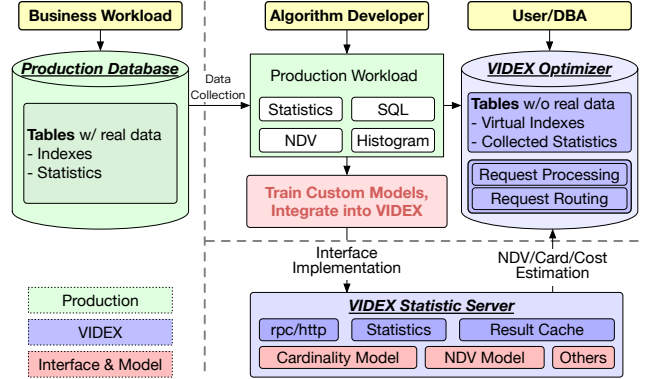 Business Workload
Algorithm Developer
User/DBA
Production Database
Tables w/ real data
- Indexes
- Statistics
Data
Collection
Production Workload
Statistics
SQL
NDV
Histogram
VIDEX Optimizer
Tables w/o real data
- Virtual Indexes
- Collected Statistics
Request Processing
Request Routing
Train Custom Models,
Integrate into VIDEX
Interface
Implementation
NDV/Card/Cost
Estimation
Production
VIDEX
Interface & Model
VIDEX Statistic Server
rpc/http
Statistics
Result Cache
Cardinality Model
NDV Model
Others